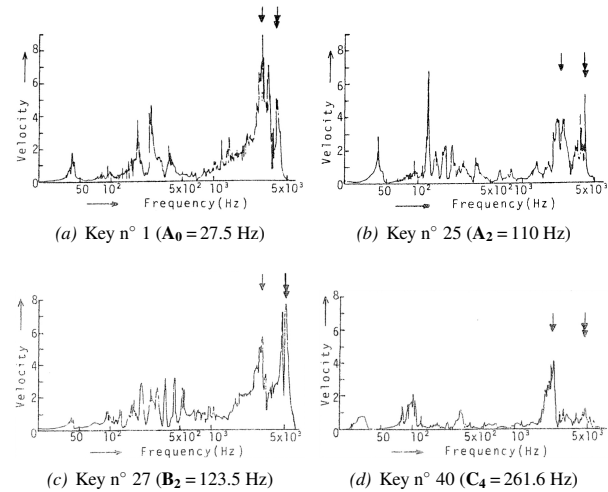 8
6
4
2
0
Velocity
50 10² 5x10² 10³ 5x10³
Frequency(Hz)
(a) Key n° 1 (A₀ = 27.5 Hz)
8
6
4
2
0
Velocity
50 10² 5x10² 10³ 5x10³
Frequency(Hz)
(b) Key n° 25 (A₂ = 110 Hz)
8
6
4
2
0
Velocity
50 10² 5x10² 10³ 5x10³
Frequency(Hz)
(c) Key n° 27 (B₂ = 123.5 Hz)
8
6
4
2
0
Velocity
50 10² 5x10² 10³ 5x10³
Frequency(Hz)
(d) Key n° 40 (C₄ = 261.6 Hz)